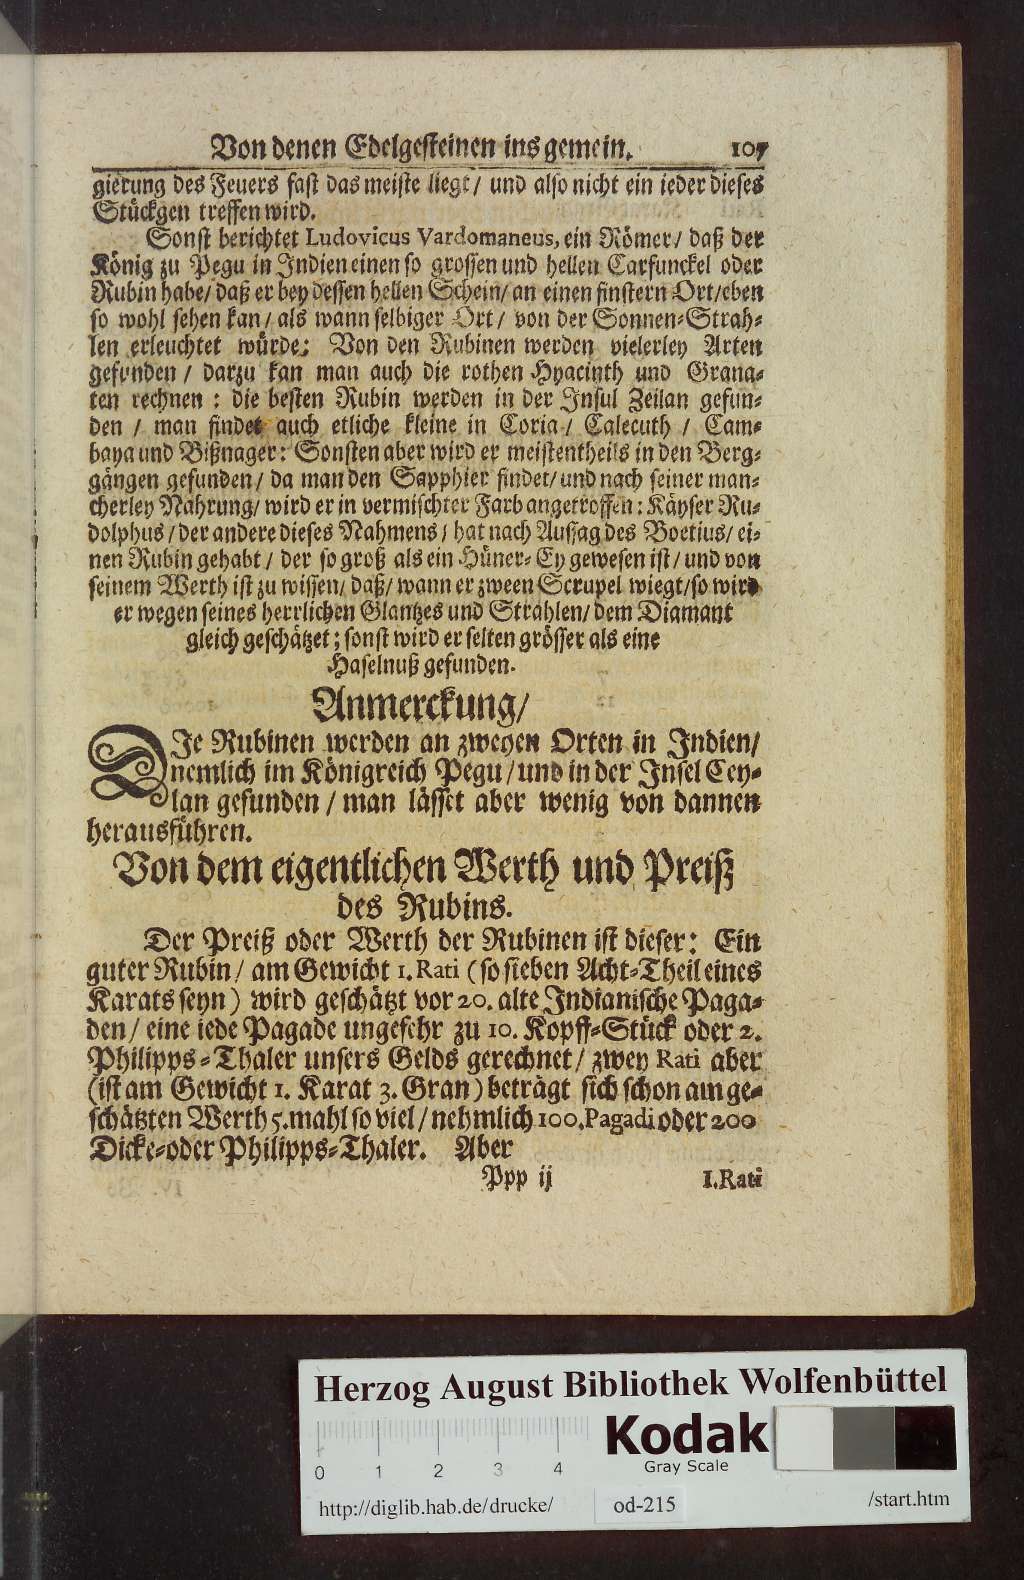 Von denen Edelgesteinen ins gemein. 107
gierung des Feuers fast das meiste liegt / und also nicht ein ieder dieses
Stückgen treffen wird.
Sonst berichtet Ludovicus Vardomaneus, ein Römer / daß der
König zu Pegu in Indien einen so grossen und hellen Carfunckel oder
Rubin habe / daß er bey dessen hellen Schein / an einen finstern Ort / eben
so wohl sehen kan / als wann selbiger Ort / von der Sonnen-Strah-
len erleuchtet würde: Von den Rubinen werden vielerley Arten
gefunden / darzu kan man auch die rothen Hyacinth und Grana-
ten rechnen: die besten Rubin werden in der Insul Zeilan gefun-
den / man findet auch etliche kleine in Coria / Calecuth / Cam-
baya und Bißnager: Sonsten aber wird er meistentheils in den Berg-
gängen gefunden / da man den Sapphier findet / und nach seiner man-
cherley Nahrung / wird er in vermischter Farb angetroffen: Käyser Ru-
dolphus / der andere dieses Nahmens / hat nach Aussag des Boetius / ei-
nen Rubin gehabt / der so groß als ein Hüner-Ey gewesen ist / und von
seinem Werth ist zu wissen / daß / wann er zween Scrupel wiegt / so wird
er wegen seines herrlichen Glantzes und Strahlen / dem Diamant
gleich geschätzet; sonst wird er selten grösser als eine
Haselnuß gefunden.
Anmerckung /
DIe Rubinen werden an zweyen Orten in Indien /
nemlich im Königreich Pegu / und in der Insel Cey-
lan gefunden / man lässet aber wenig von dannen
herausführen.
Von dem eigentlichen Werth und Preiß
des Rubins.
Der Preiß oder Werth der Rubinen ist dieser: Ein
guter Rubin / am Gewicht 1. Rati (so sieben Acht-Theil eines
Karats seyn) wird geschätzt vor 20. alte Indianische Paga-
den / eine iede Pagade ungefehr zu 10. Kopff-Stück oder 2.
Philipps-Thaler unsers Gelds gerechnet / zwey Rati aber
(ist am Gewicht 1. Karat 3. Gran) beträgt sich schon am ge-
schätzten Werth 5. mahl so viel / nehmlich 100. Pagadi oder 200
Dicke-oder Philipps-Thaler. Aber
Ppp ij 1. Rati
Herzog August Bibliothek Wolfenbüttel
Kodak
Gray Scale
0 1 2 3 4
http://diglib.hab.de/drucke/ od-215 /start.htm